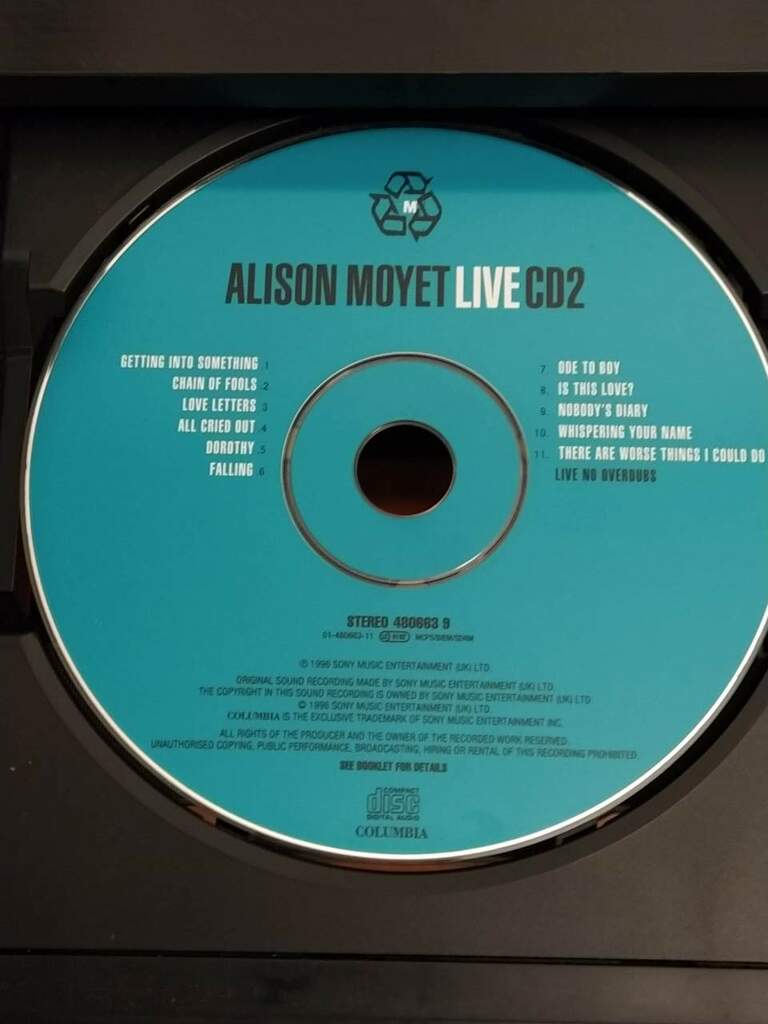 M
ALISON MOYET LIVE CD2
GETTING INTO SOMETHING 1
CHAIN OF FOOLS 2
LOVE LETTERS 3
ALL CRIED OUT 4
DOROTHY 5
FALLING 6
7 ODE TO BOY
8. IS THIS LOVE?
9. NOBODY'S DIARY
10. WHISPERING YOUR NAME
11. THERE ARE WORSE THINGS I COULD DO
LIVE NO OVERDUBS
STEREO 480663 9
01-480663-11 MCPS/BIEM/SDRM
℗ 1996 SONY MUSIC ENTERTAINMENT (UK) LTD.
ORIGINAL SOUND RECORDING MADE BY SONY MUSIC ENTERTAINMENT (UK) LTD.
THE COPYRIGHT IN THIS SOUND RECORDING IS OWNED BY SONY MUSIC ENTERTAINMENT (UK) LTD.
© 1996 SONY MUSIC ENTERTAINMENT (UK) LTD.
COLUMBIA IS THE EXCLUSIVE TRADEMARK OF SONY MUSIC ENTERTAINMENT INC.
ALL RIGHTS OF THE PRODUCER AND THE OWNER OF THE RECORDED WORK RESERVED.
UNAUTHORISED COPYING, PUBLIC PERFORMANCE, BROADCASTING, HIRING OR RENTAL OF THIS RECORDING PROHIBITED.
SEE BOOKLET FOR DETAILS
COMPACT
disc
DIGITAL AUDIO
COLUMBIA